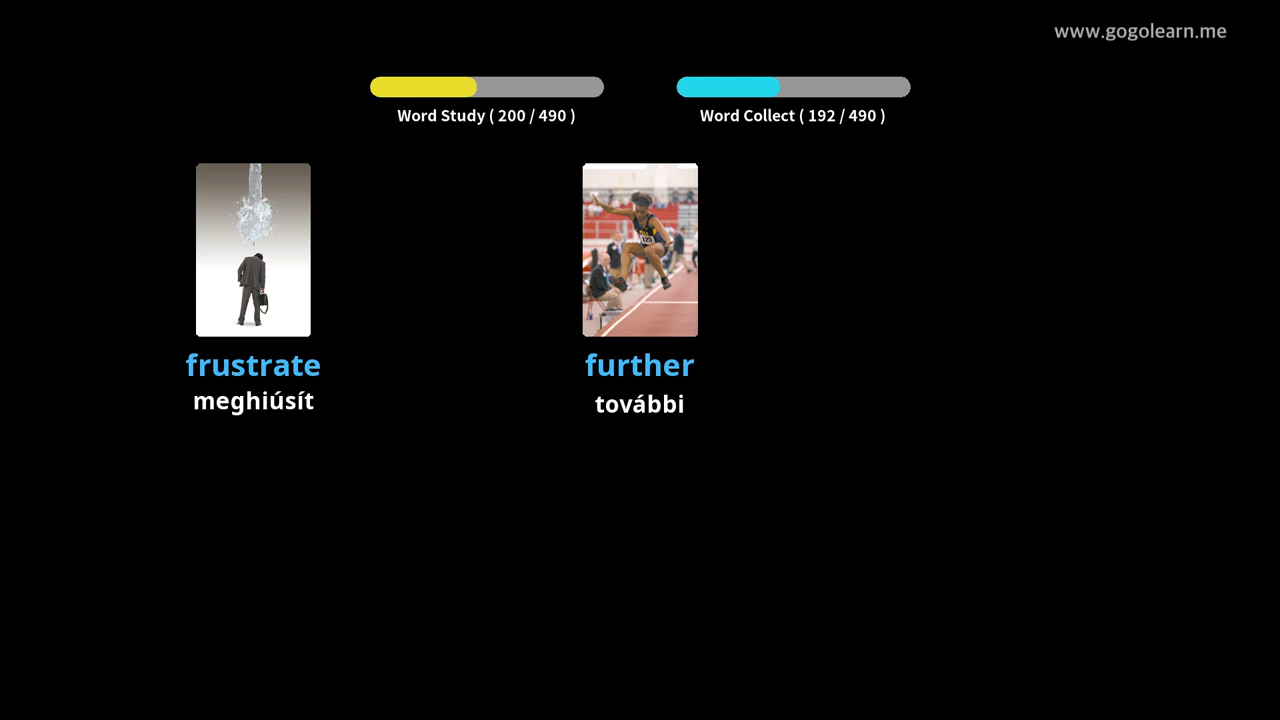 www.gogolearn.me
Word Study ( 200 / 490 )
Word Collect ( 192 / 490 )
frustrate
meghiúsít
further
további